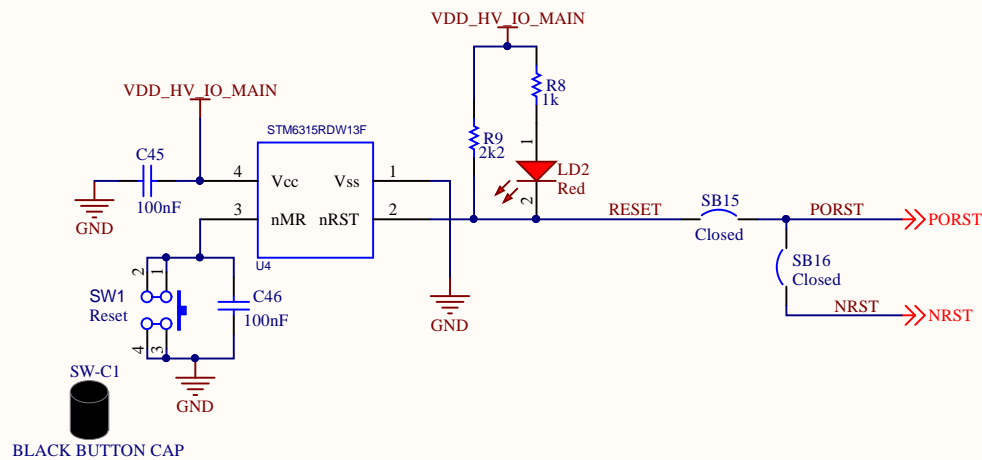 VDD_HV_IO_MAIN
VDD_HV_IO_MAIN
R8
1k
STM6315RDW13F
R9
2k2
1
C45
100nF
GND
4
Vcc
Vss
1
LD2
Red
2
3
nMR
nRST
2
RESET
SB15
Closed
PORST
PORST
U4
SB16
Closed
2
1
SW1
Reset
C46
100nF
GND
NRST
NRST
4
3
SW-C1
GND
BLACK BUTTON CAP